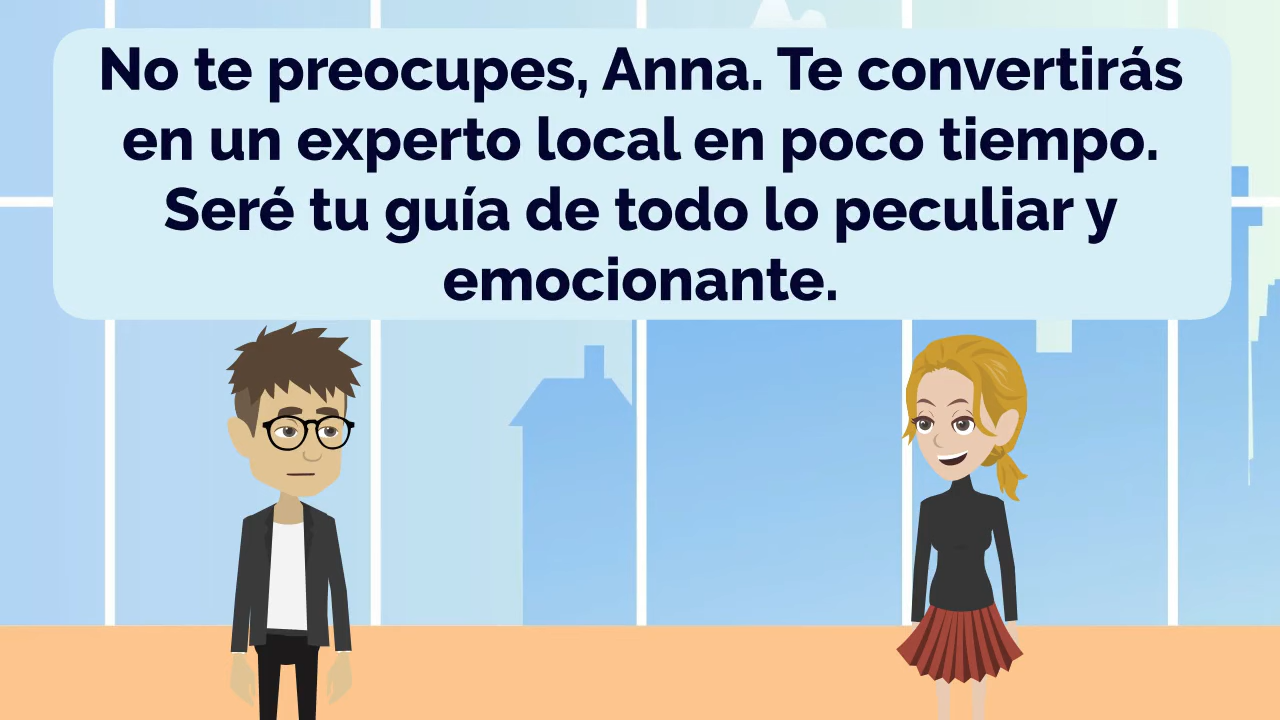 No te preocupes, Anna. Te convertirás
en un experto local en poco tiempo.
Seré tu guía de todo lo peculiar y
emocionante.